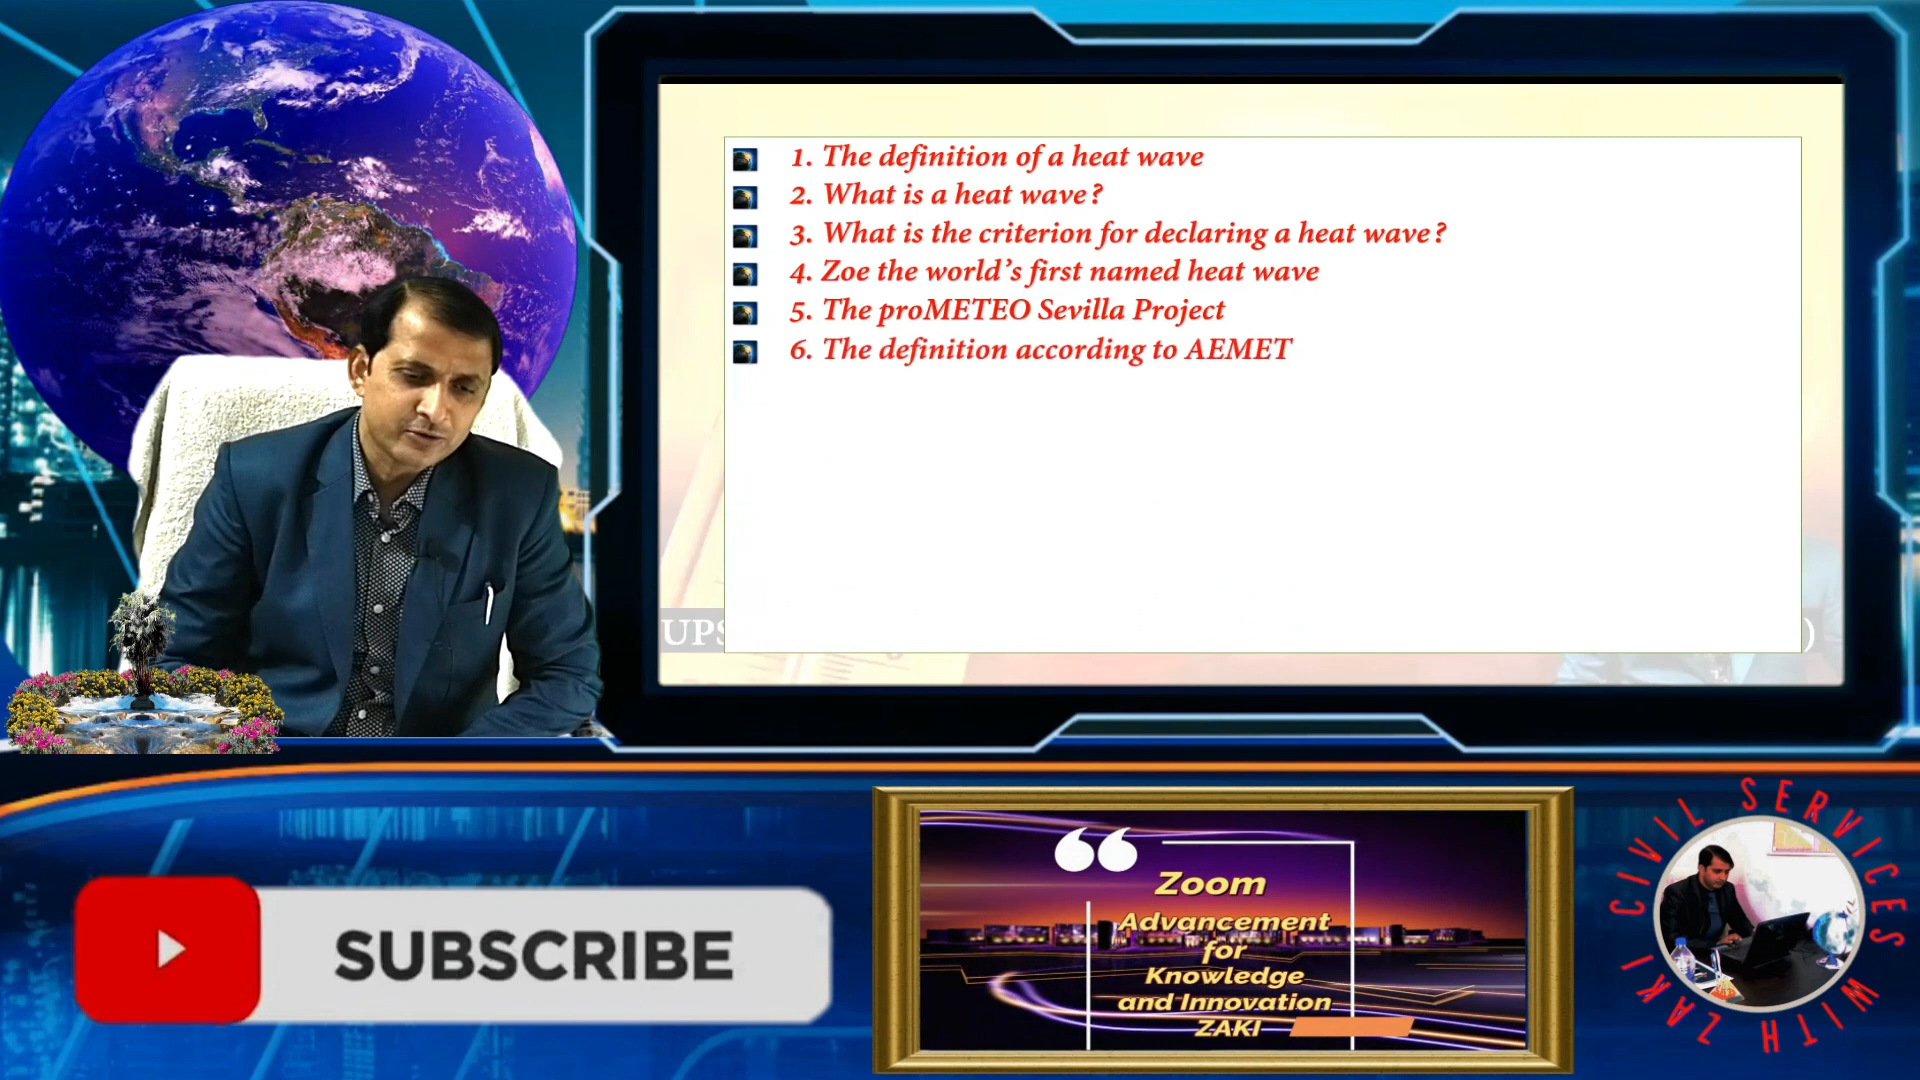 1. The definition of a heat wave
2. What is a heat wave?
3. What is the criterion for declaring a heat wave?
4. Zoe the world’s first named heat wave
5. The proMETEO Sevilla Project
6. The definition according to AEMET
)
SUBSCRIBE
Zoom
Advancement
for
Knowledge
and Innovation
ZAKI
CIVIL SERVICES WITH ZAKI